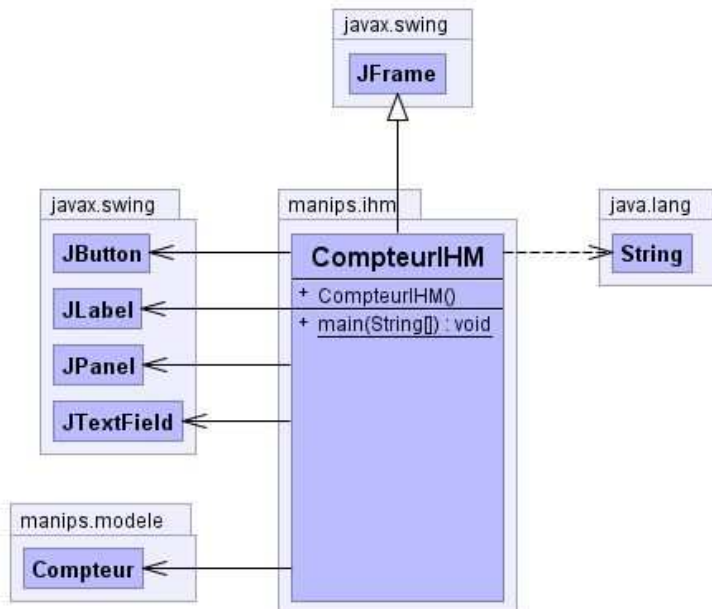 javax.swing
JFrame
javax.swing
manips.ihm
java.lang
JButton
CompteurIHM
String
JLabel
+ CompteurIHM()
+ main(String[]) : void
JPanel
JTextField
manips.modele
Compteur